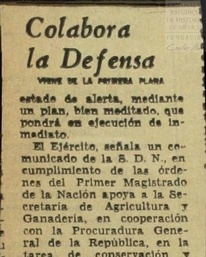 Colabora
la Defensa
VIENE DE LA PRIMERA PLANA
estado de alerta, mediante
un plan, bien meditado, que
pondrá en ejecución de in-
mediato.
El Ejército, señala un co-
municado de la S. D. N., en
cumplimiento de las órde-
nes del Primer Magistrado
de la Nación apoya a la Se-
cretaría de Agricultura y
Ganadería, en cooperación
con la Procuradura Gene-
ral de la República, en la
tarea de conservación y